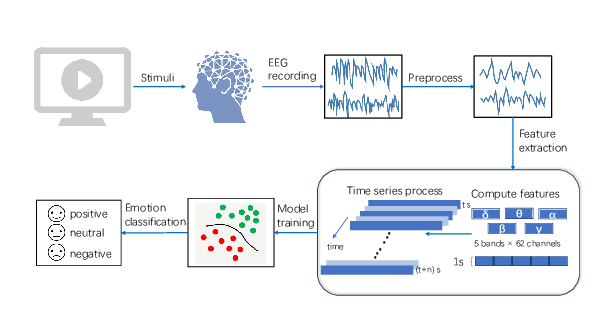 Stimuli
EEG
recording
Preprocess
Feature
extraction
Time series process
t s
time
(t+n) s
Compute features
δ θ α
β γ
5 bands × 62 channels
1s
Model
training
Emotion
classification
positive
neutral
negative